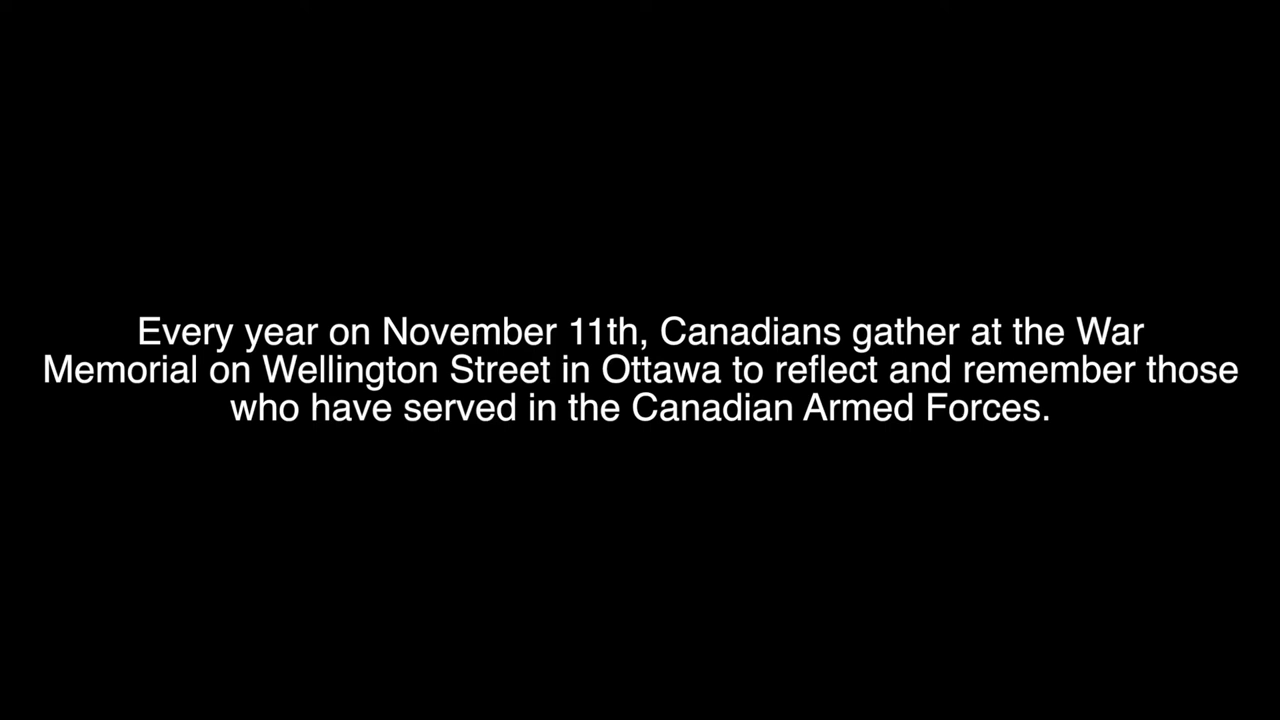 Every year on November 11th, Canadians gather at the War
Memorial on Wellington Street in Ottawa to reflect and remember those
who have served in the Canadian Armed Forces.